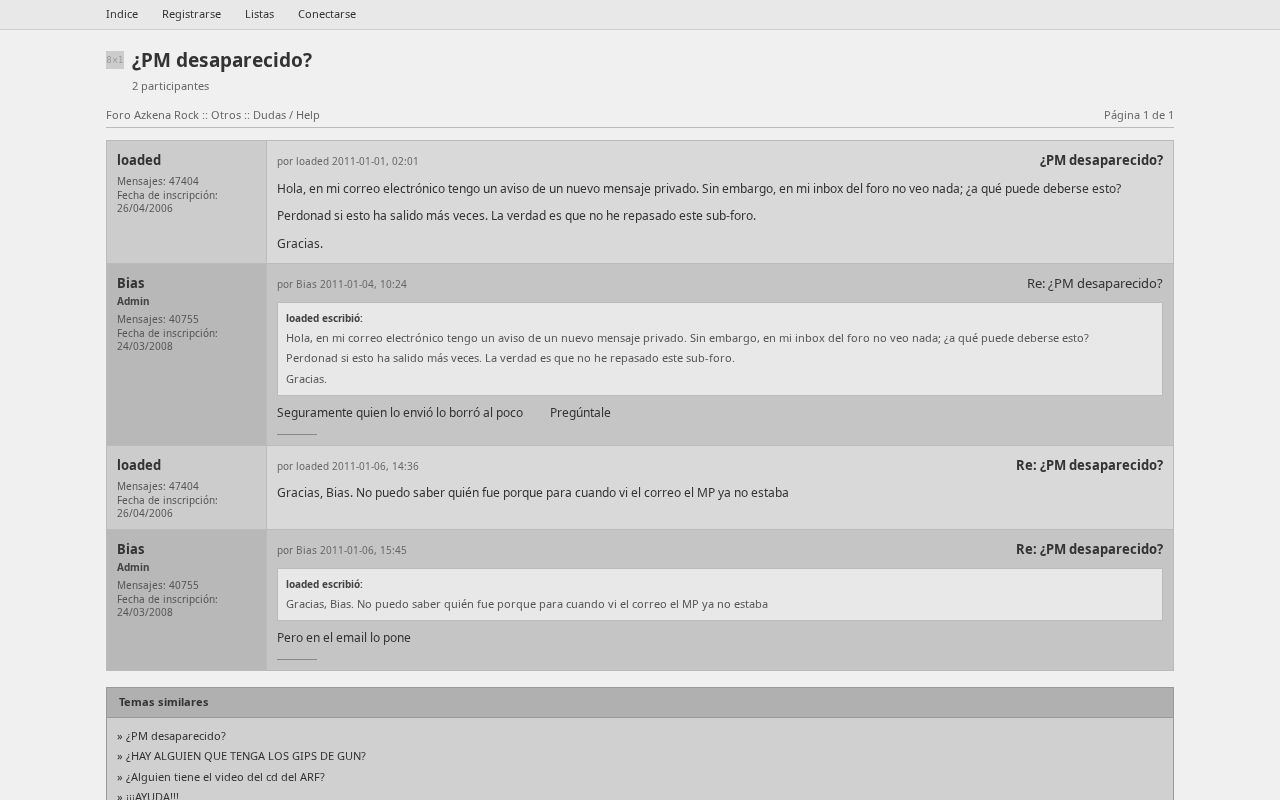 Indice Registrarse Listas Conectarse
8x1 ¿PM desaparecido?
2 participantes
Foro Azkena Rock :: Otros :: Dudas / Help Página 1 de 1
loaded
Mensajes: 47404
Fecha de inscripción:
26/04/2006
por loaded 2011-01-01, 02:01 ¿PM desaparecido?
Hola, en mi correo electrónico tengo un aviso de un nuevo mensaje privado. Sin embargo, en mi inbox del foro no veo nada; ¿a qué puede deberse esto?
Perdonad si esto ha salido más veces. La verdad es que no he repasado este sub-foro.
Gracias.
Bias
Admin
Mensajes: 40755
Fecha de inscripción:
24/03/2008
por Bias 2011-01-04, 10:24 Re: ¿PM desaparecido?
loaded escribió:
Hola, en mi correo electrónico tengo un aviso de un nuevo mensaje privado. Sin embargo, en mi inbox del foro no veo nada; ¿a qué puede deberse esto?
Perdonad si esto ha salido más veces. La verdad es que no he repasado este sub-foro.
Gracias.
Seguramente quien lo envió lo borró al poco Pregúntale
loaded
Mensajes: 47404
Fecha de inscripción:
26/04/2006
por loaded 2011-01-06, 14:36 Re: ¿PM desaparecido?
Gracias, Bias. No puedo saber quién fue porque para cuando vi el correo el MP ya no estaba
Bias
Admin
Mensajes: 40755
Fecha de inscripción:
24/03/2008
por Bias 2011-01-06, 15:45 Re: ¿PM desaparecido?
loaded escribió:
Gracias, Bias. No puedo saber quién fue porque para cuando vi el correo el MP ya no estaba
Pero en el email lo pone
Temas similares
» ¿PM desaparecido?
» ¿HAY ALGUIEN QUE TENGA LOS GIPS DE GUN?
» ¿Alguien tiene el video del cd del ARF?
» ¡¡¡AYUDA!!!